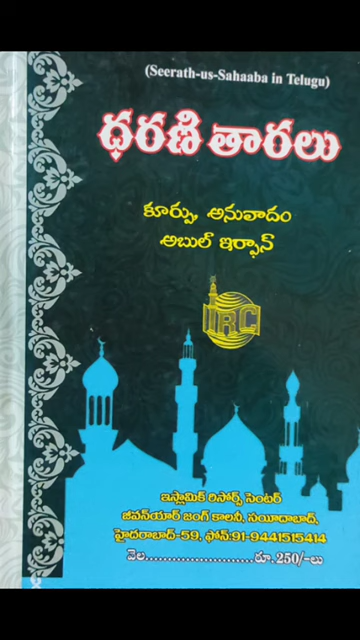 (Seerath-us-Sahaaba in Telugu)
ధరణి తారలు
కూర్పు, అనువాదం
అబుల్ ఇర్ఫాన్
IRC
ఇస్లామిక్ రిసోర్స్ సెంటర్
జీవన్‌యార్ జంగ్ కాలనీ, సయీదాబాద్,
హైదరాబాద్-59, ఫోన్:91-9441515414
వెల.......................రూ. 250/-లు